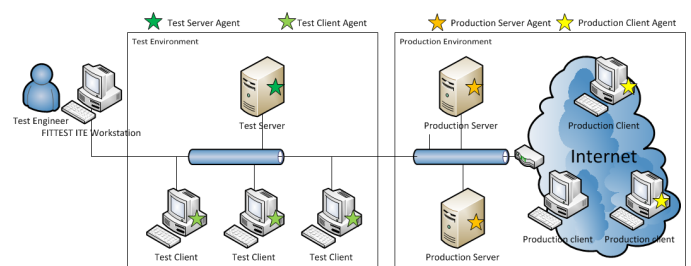 Test Server Agent
Test Client Agent
Production Server Agent
Production Client Agent
Test Environment
Production Environment
Test Engineer
FITTEST ITE Workstation
Test Server
Production Server
Production Client
Internet
Test Client
Test Client
Test Client
Production Server
Production client
Production client